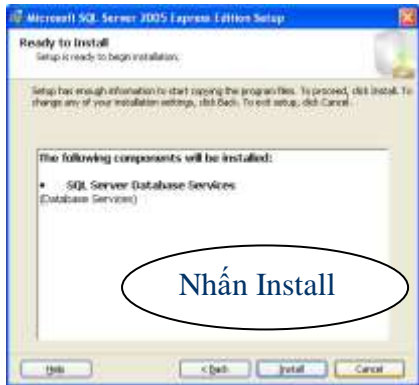 Microsoft SQL Server 2005 Express Edition Setup
Ready to Install
Setup is ready to begin installation.
Setup has enough information to start copying the program files. To proceed, click Install. To
change any of your installation settings, click Back. To exit setup, click Cancel.
The following components will be installed:
• SQL Server Database Services
(Database Services)
Nhấn Install
Help
< Back
Install
Cancel